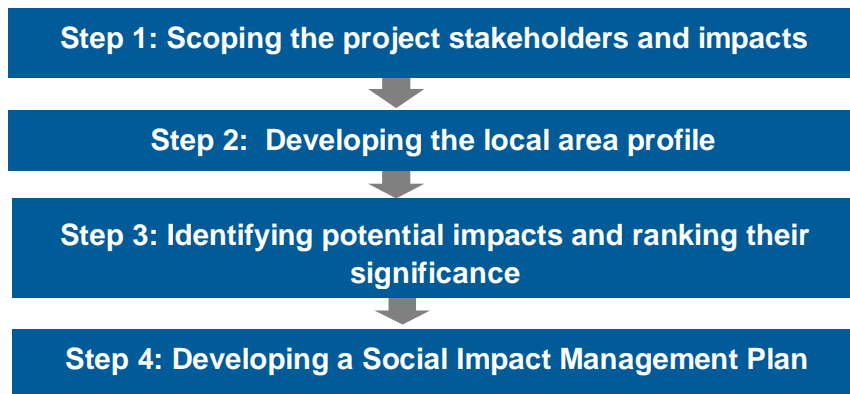 Step 1: Scoping the project stakeholders and impacts
Step 2:  Developing the local area profile
Step 3: Identifying potential impacts and ranking their
significance
Step 4: Developing a Social Impact Management Plan